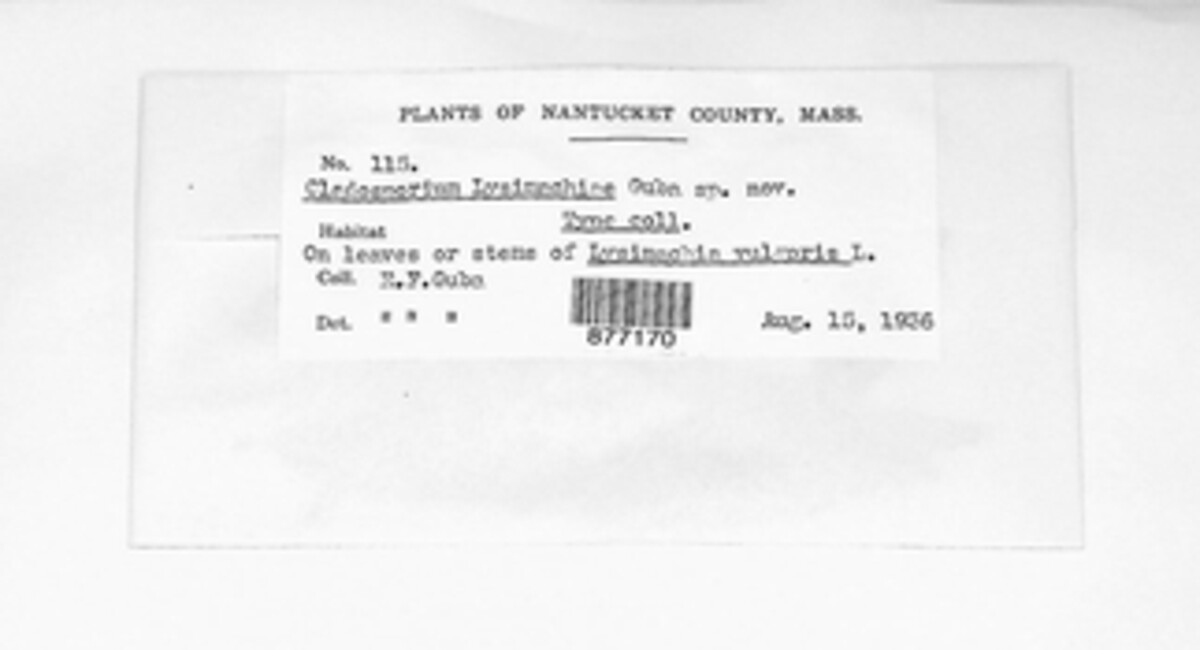 PLANTS OF NANTUCKET COUNTY, MASS.
No. 115.
Cladosporium Lysimachiae Guba sp. nov.
Type coll.
Habitat
On leaves or stems of Lysimachia vulgaris L.
Coll. E.F.Guba
Det. " " "
877170
Aug. 15, 1936